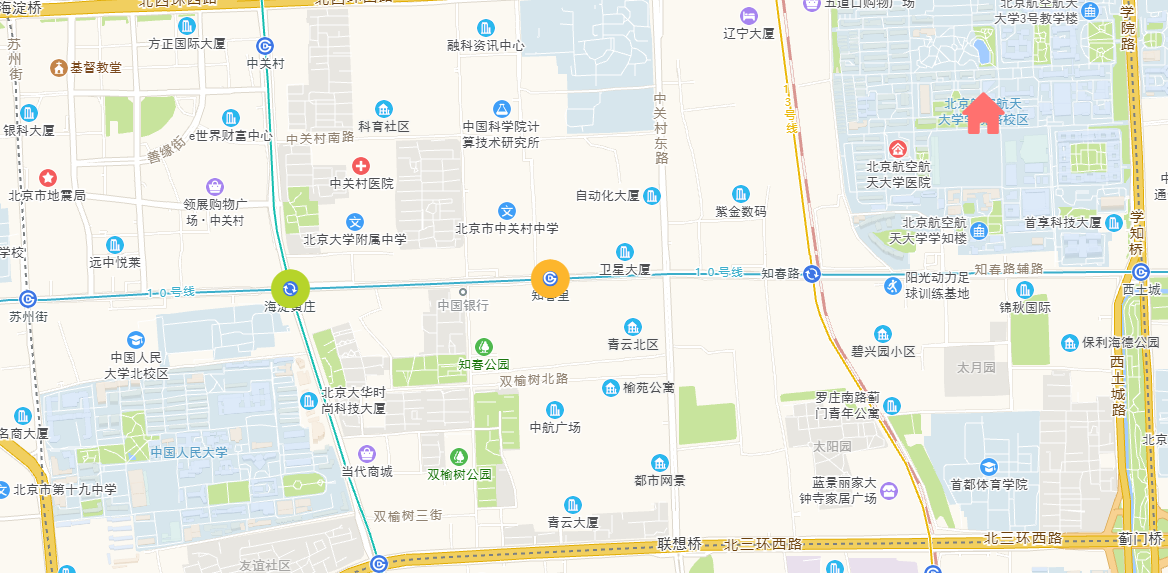 海淀桥
北四环西路
北四环西路
五道口购物广场
北京航空航天
大学3号教学楼
学院路
辽宁大厦
方正国际大厦
融科资讯中心
苏州街
中关村
基督教堂
13号线
中关村东路
银科大厦
e世界财富中心
科育社区
中国科学院计
算技术研究所
中关村南路
善缘街
北京航空航天
北京航空航
天大学医院
中关村医院
北京市地震局
领展购物广
场·中关村
自动化大厦
紫金数码
北京大学附属中学
北京市中关村中学
北京航空航
天大学学知楼
首享科技大厦
学知桥
学校
远中悦莱
卫星大厦
10号线
10号线
知春路
知春路辅路
阳光动力足
球训练基地
西土城
苏州街
海淀黄庄
知春里
中国银行
锦秋国际
中国人民
大学北校区
青云北区
碧兴园小区
保利海德公园
知春公园
太月园
西土城路
双榆树北路
榆苑公寓
北京大华时
尚科技大厦
罗庄南路蓟
门青年公寓
名商大厦
中航广场
太阳园
中国人民大学
当代商城
双榆树公园
都市网景
蓝景丽家大
钟寺家居广场
首都体育学院
北京市第十九中学
双榆树三街
青云大厦
联想桥
北三环西路
北三环西路
蓟门桥
友谊社区